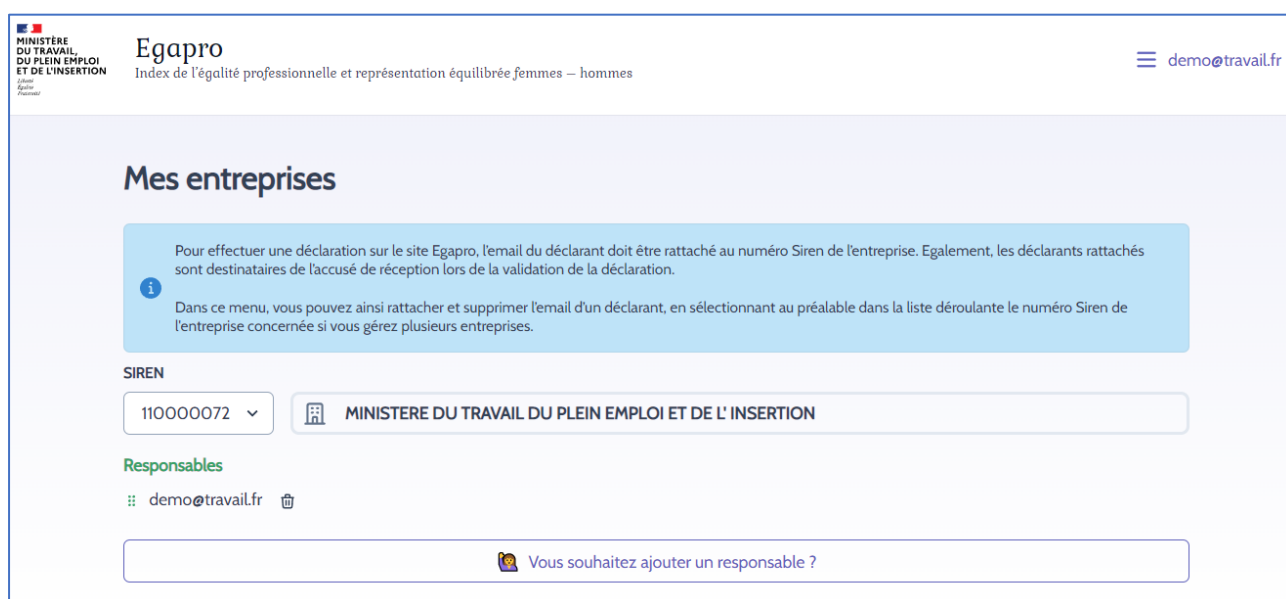 MINISTÈRE
DU TRAVAIL,
DU PLEIN EMPLOI
ET DE L'INSERTION
Liberté
Égalité
Fraternité
Egapro
Index de l'égalité professionnelle et représentation équilibrée femmes – hommes
demo@travail.fr
Mes entreprises
Pour effectuer une déclaration sur le site Egapro, l'email du déclarant doit être rattaché au numéro Siren de l'entreprise. Egalement, les déclarants rattachés
sont destinataires de l'accusé de réception lors de la validation de la déclaration.
Dans ce menu, vous pouvez ainsi rattacher et supprimer l'email d'un déclarant, en sélectionnant au préalable dans la liste déroulante le numéro Siren de
l'entreprise concernée si vous gérez plusieurs entreprises.
SIREN
110000072
MINISTERE DU TRAVAIL DU PLEIN EMPLOI ET DE L' INSERTION
Responsables
demo@travail.fr
Vous souhaitez ajouter un responsable ?